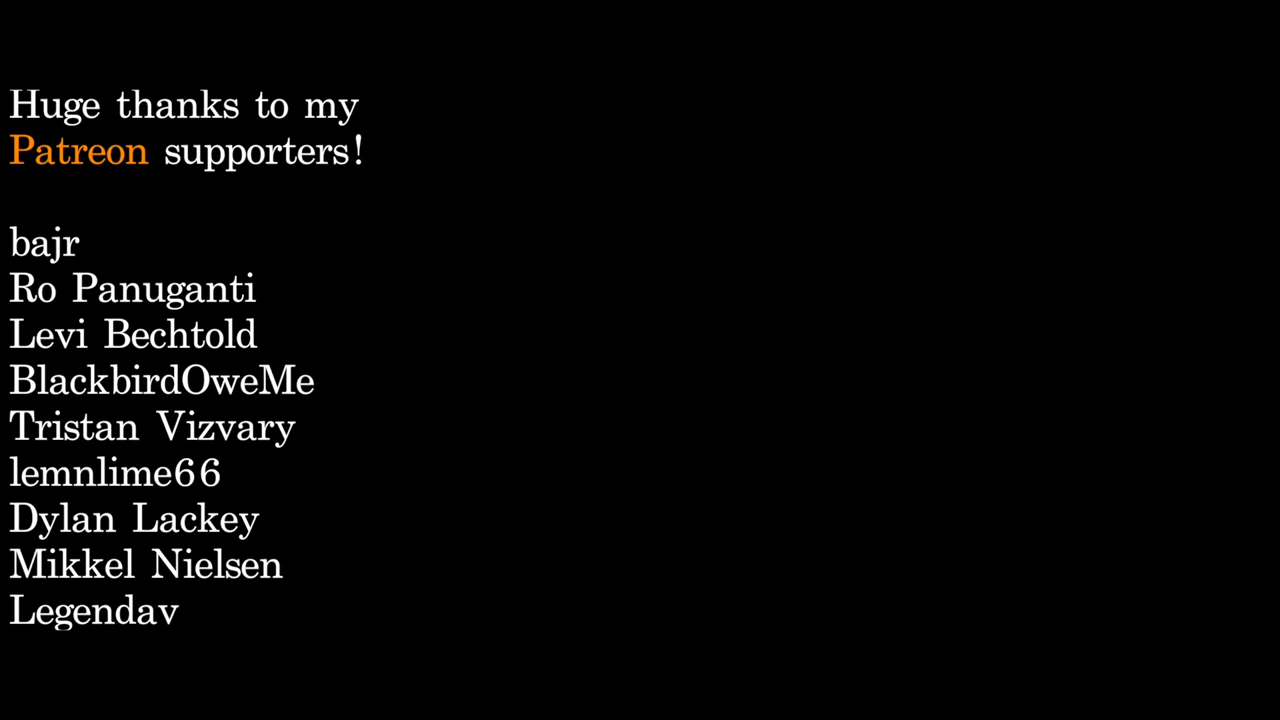 Huge thanks to my
Patreon supporters!
bajr
Ro Panuganti
Levi Bechtold
BlackbirdOweMe
Tristan Vizvary
lemnlime66
Dylan Lackey
Mikkel Nielsen
Legendav